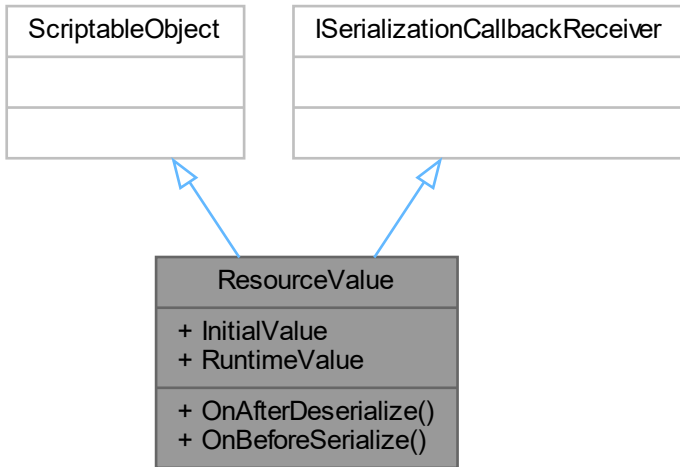 ScriptableObject
ISerializationCallbackReceiver
ResourceValue
+ InitialValue
+ RuntimeValue
+ OnAfterDeserialize()
+ OnBeforeSerialize()